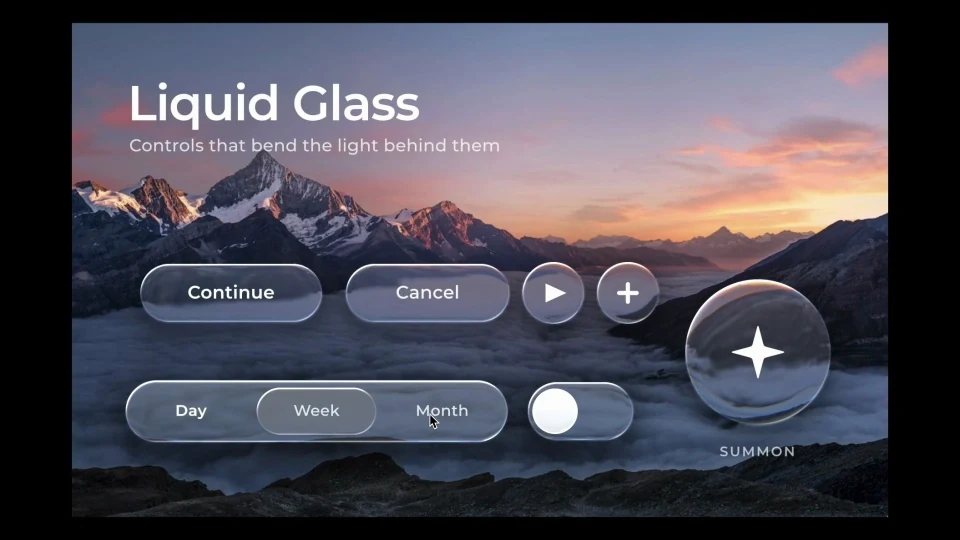 Liquid Glass
Controls that bend the light behind them
Continue
Cancel
Day
Week
Month
SUMMON